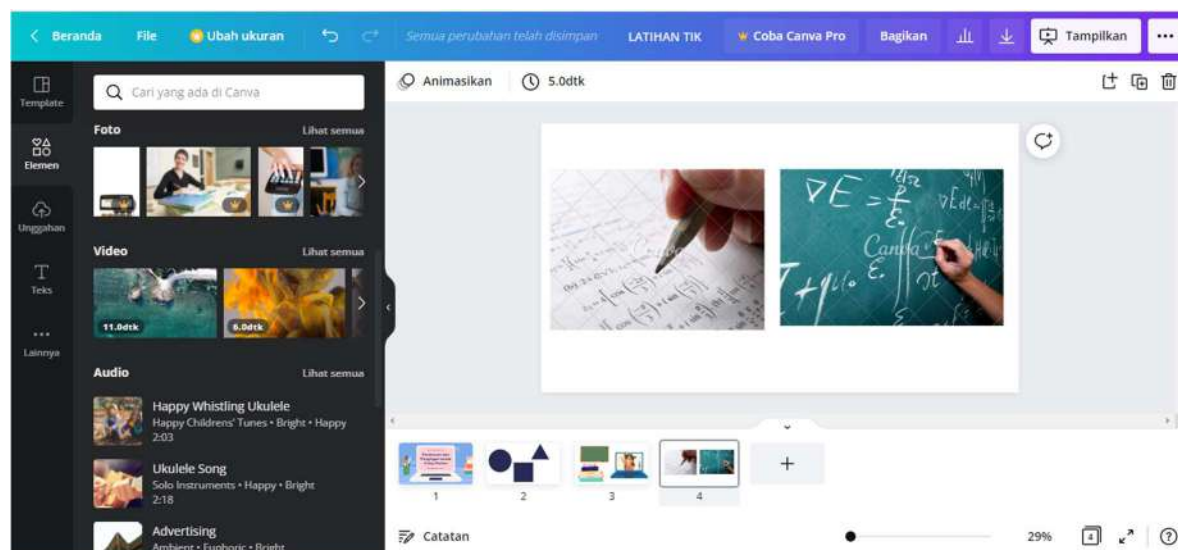 Beranda File Ubah ukuran Semua perubahan telah disimpan LATIHAN TIK Coba Canva Pro Bagikan Tampilkan
Template
Elemen
Unggahan
Teks
Lainnya
Cari yang ada di Canva
Foto Lihat semua
Video Lihat semua
11.0dtk 6.0dtk
Audio Lihat semua
Happy Whistling Ukulele
Happy Childrens' Tunes • Bright • Happy
2:03
Ukulele Song
Solo Instruments • Happy • Bright
2:18
Advertising
Ambient • Euphoric • Bright
Animasikan 5.0dtk
Canva
1 2 3 4
Catatan 29% 4